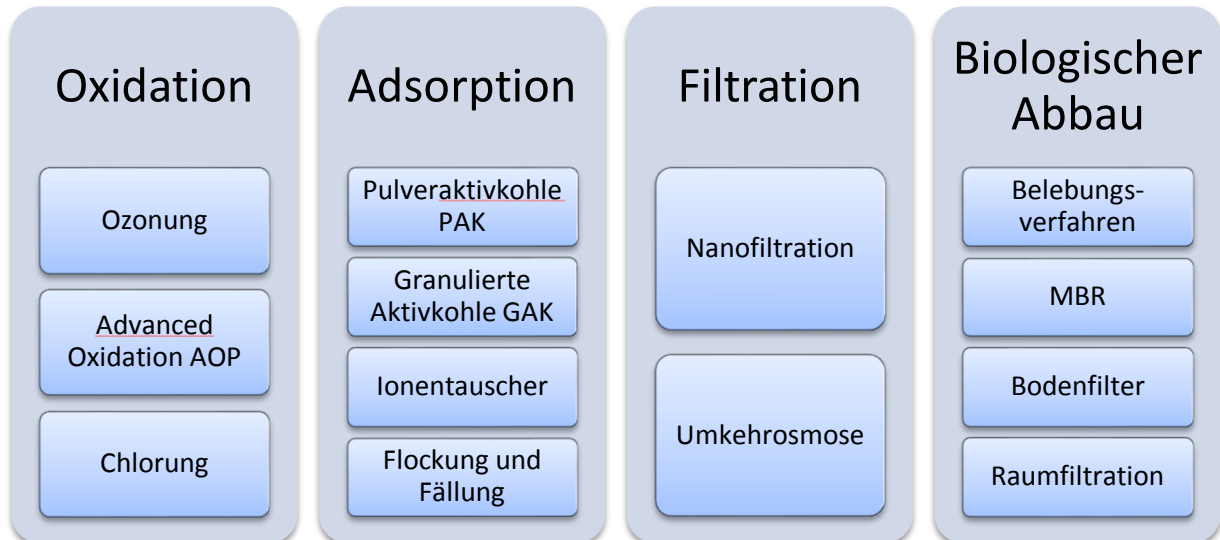 Oxidation
Ozonung
Advanced
Oxidation AOP
Chlorung
Adsorption
Pulveraktivkohle
PAK
Granulierte
Aktivkohle GAK
Ionentauscher
Flockung und
Fällung
Filtration
Nanofiltration
Umkehrosmose
Biologischer
Abbau
Belebungs-
verfahren
MBR
Bodenfilter
Raumfiltration